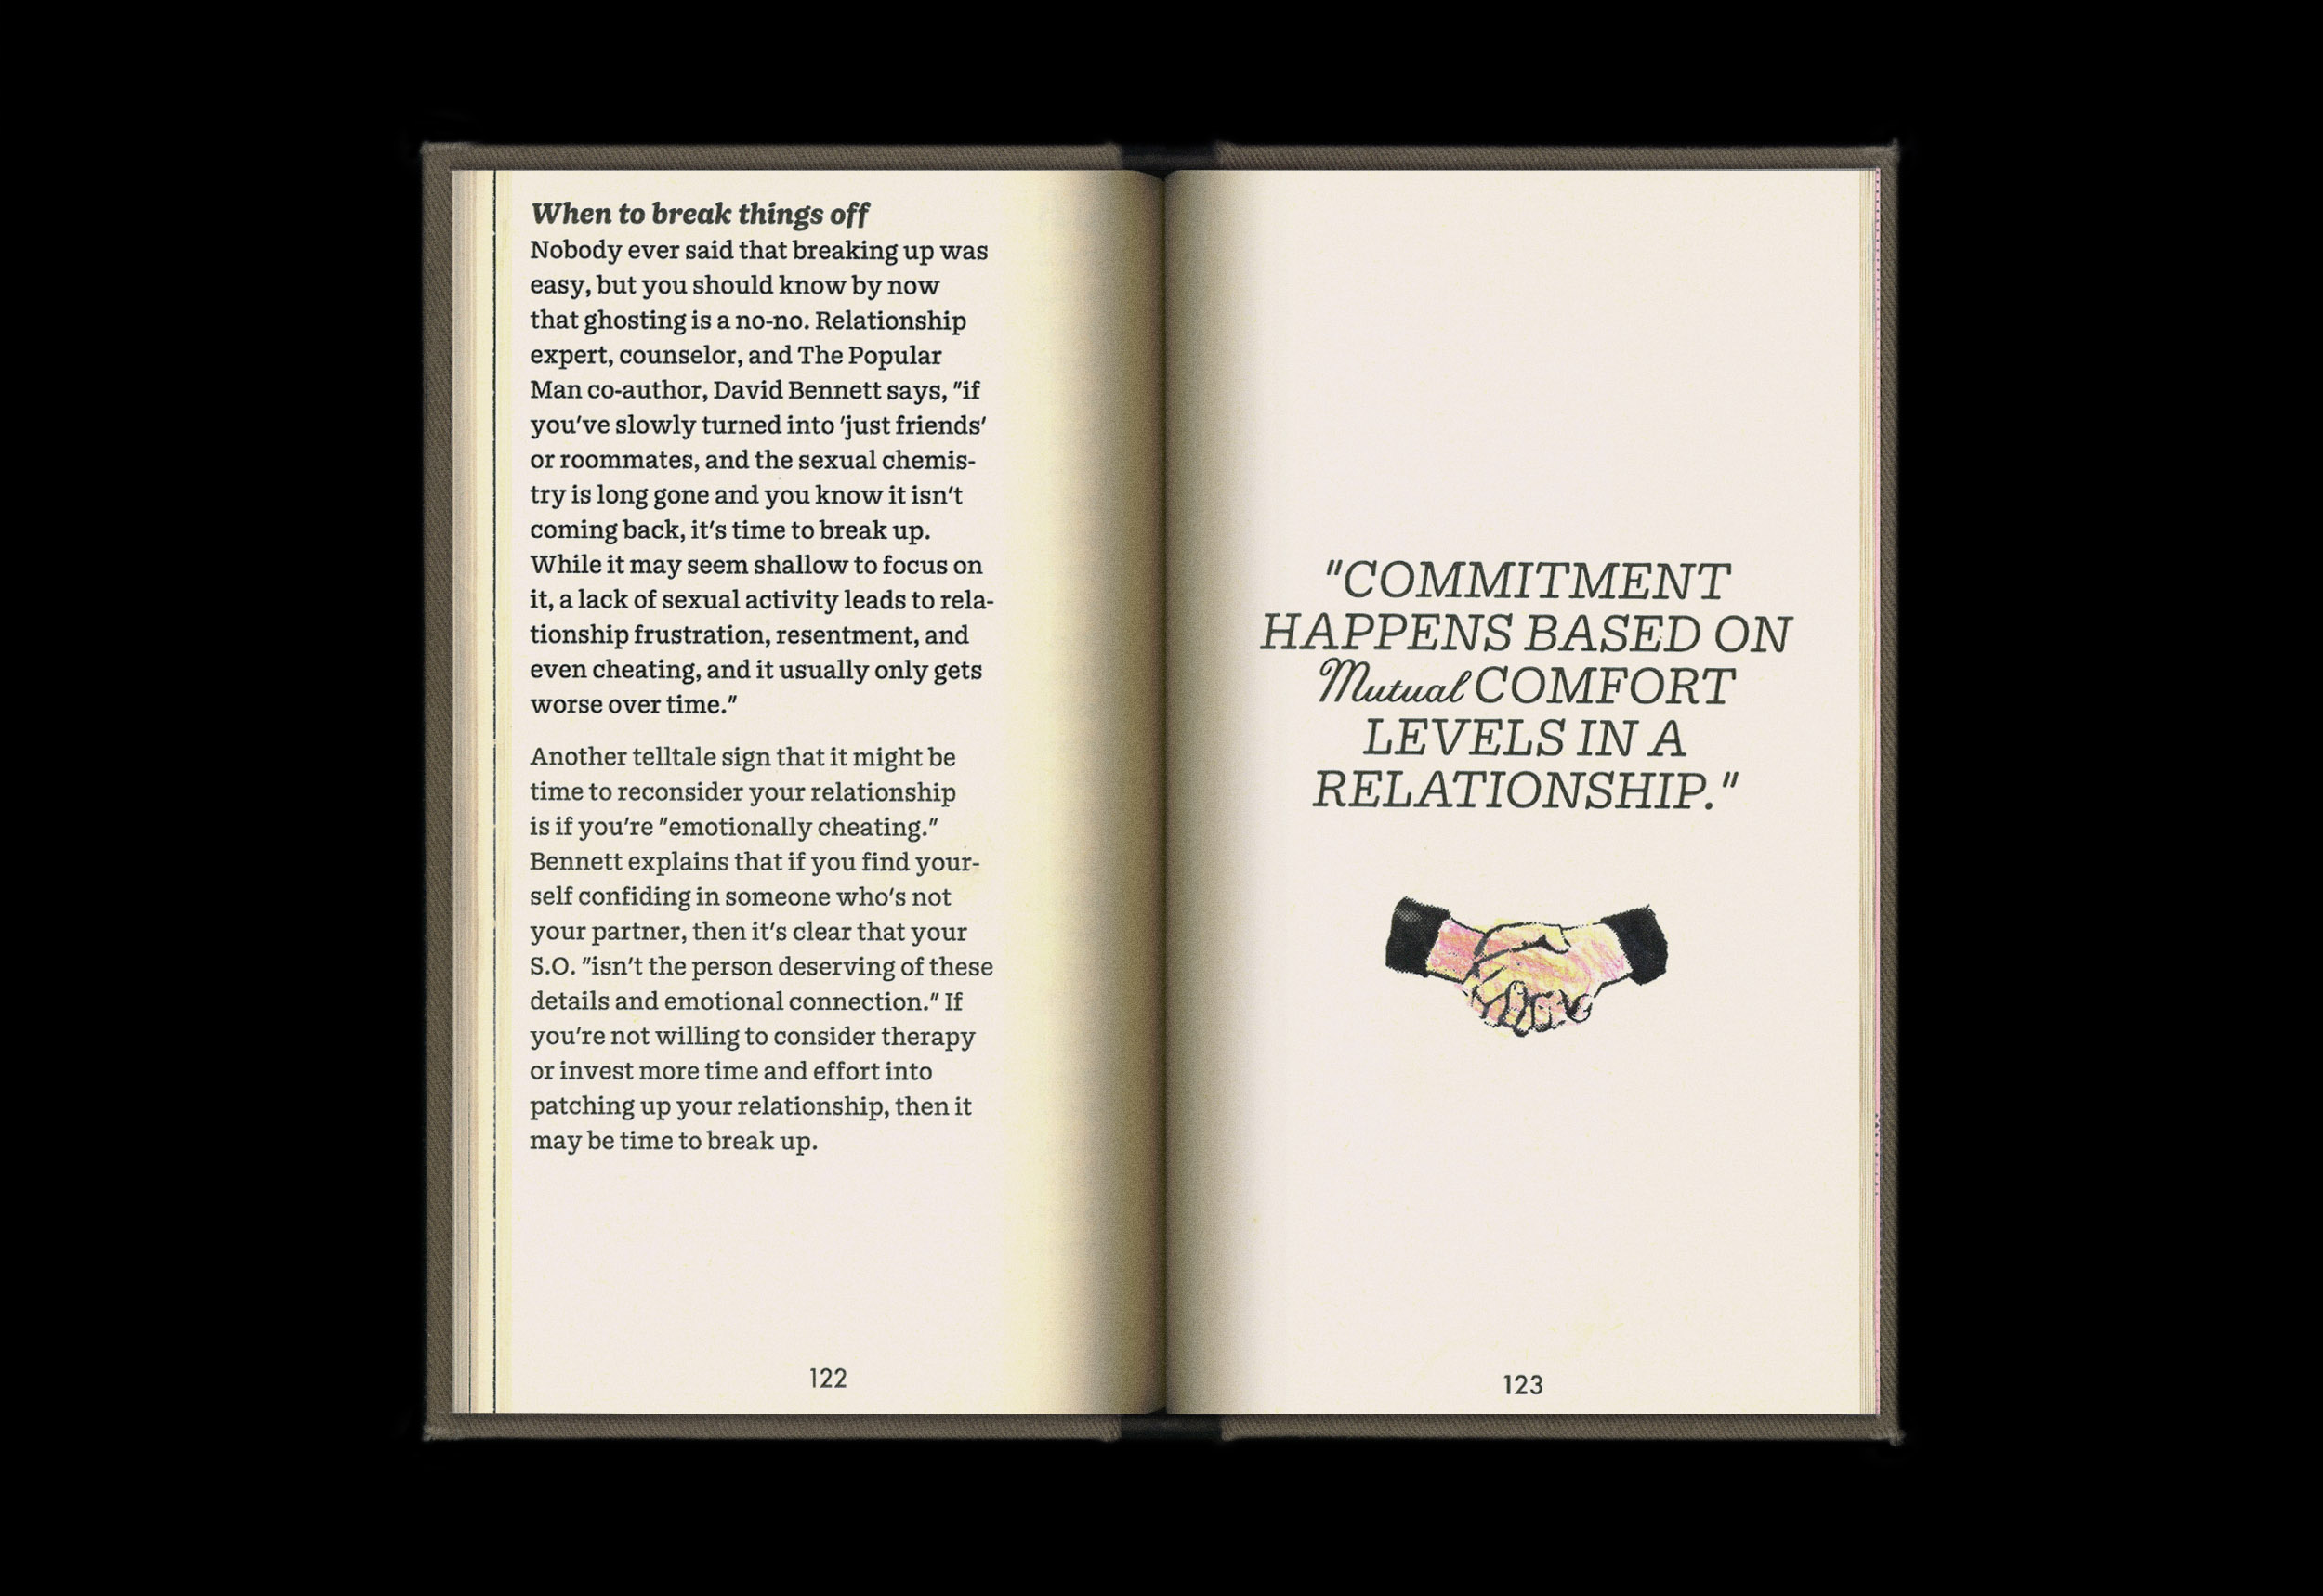 When to break things off
Nobody ever said that breaking up was
easy, but you should know by now
that ghosting is a no-no. Relationship
expert, counselor, and The Popular
Man co-author, David Bennett says, "if
you've slowly turned into 'just friends'
or roommates, and the sexual chemis-
try is long gone and you know it isn't
coming back, it's time to break up.
While it may seem shallow to focus on
it, a lack of sexual activity leads to rela-
tionship frustration, resentment, and
even cheating, and it usually only gets
worse over time."
Another telltale sign that it might be
time to reconsider your relationship
is if you're "emotionally cheating."
Bennett explains that if you find your-
self confiding in someone who's not
your partner, then it's clear that your
S.O. "isn't the person deserving of these
details and emotional connection." If
you're not willing to consider therapy
or invest more time and effort into
patching up your relationship, then it
may be time to break up.
122
"COMMITMENT
HAPPENS BASED ON
Mutual COMFORT
LEVELS IN A
RELATIONSHIP."
123